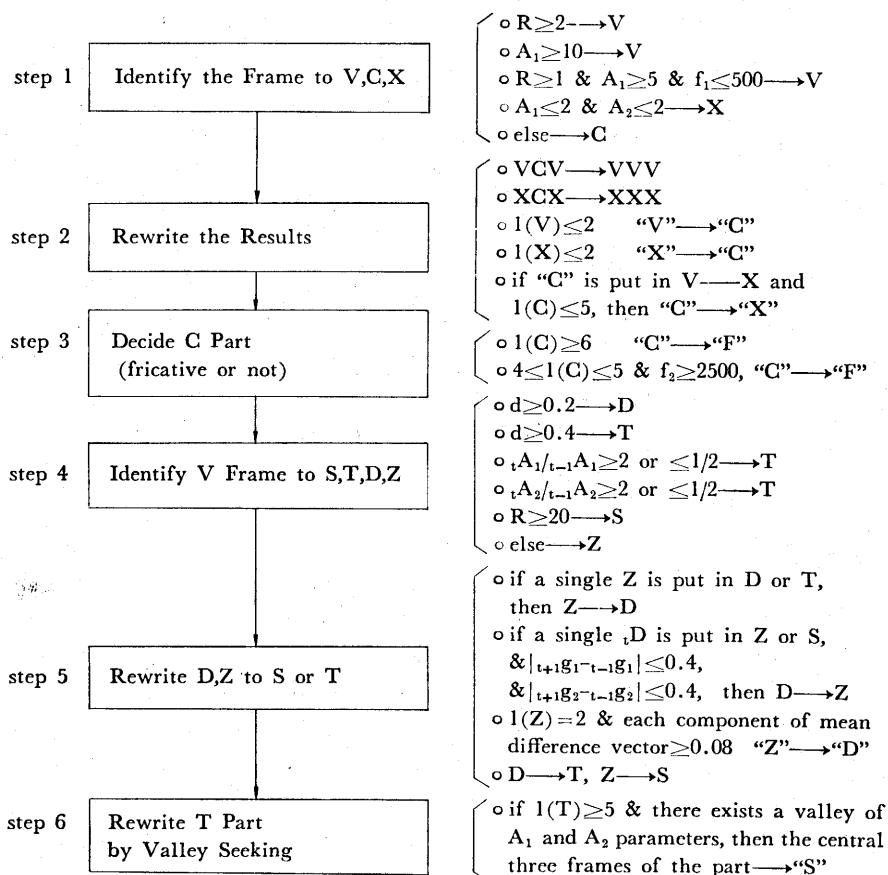 step 1
Identify the Frame to V,C,X
o R≥2-→V
o A₁≥10→V
o R≥1 & A₁≥5 & f₁≤500→V
o A₁≤2 & A₂≤2→X
o else→C
step 2
Rewrite the Results
o VCV→VVV
o XCX→XXX
o l(V)≤2 “V”→“C”
o l(X)≤2 “X”→“C”
o if “C” is put in V-—X and
l(C)≤5, then “C”→“X”
step 3
Decide C Part
(fricative or not)
o l(C)≥6 “C”→“F”
o 4≤l(C)≤5 & f₂≥2500, “C”→“F”
step 4
Identify V Frame to S,T,D,Z
o d≥0.2→D
o d≥0.4→T
o ₜA₁/ₜ₋₁A₁≥2 or ≤1/2→T
o ₜA₂/ₜ₋₁A₂≥2 or ≤1/2→T
o R≥20→S
o else→Z
step 5
Rewrite D,Z to S or T
o if a single Z is put in D or T,
then Z→D
o if a single ₜD is put in Z or S,
&|ₜ₊₁g₁-ₜ₋₁g₁|≤0.4,
&|ₜ₊₁g₂-ₜ₋₁g₂|≤0.4, then D→Z
o l(Z)=2 & each component of mean
difference vector≥0.08 “Z”→“D”
o D→T, Z→S
step 6
Rewrite T Part
by Valley Seeking
o if l(T)≥5 & there exists a valley of
A₁ and A₂ parameters, then the central
three frames of the part→“S”